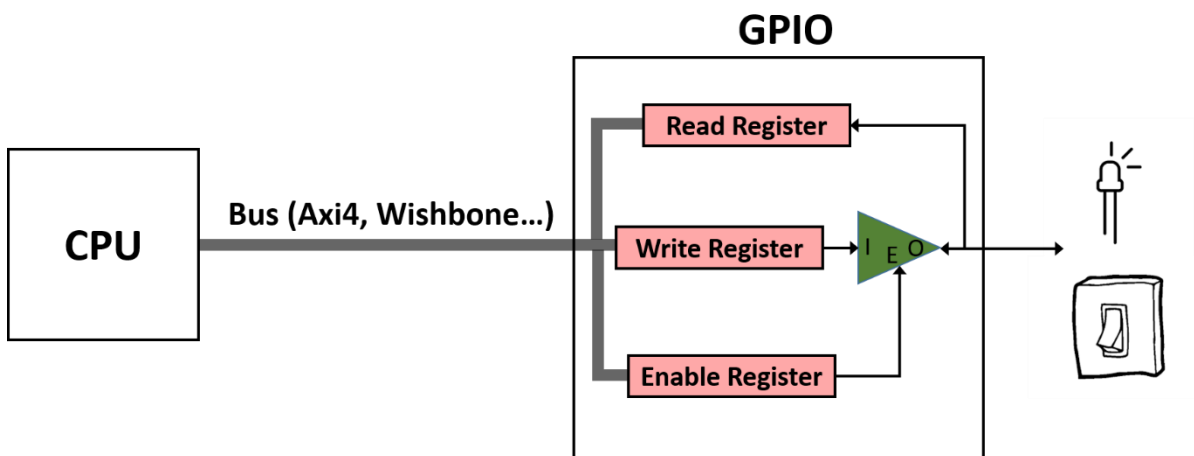 GPIO
Read Register
CPU
Bus (Axi4, Wishbone…)
Write Register
I E O
Enable Register